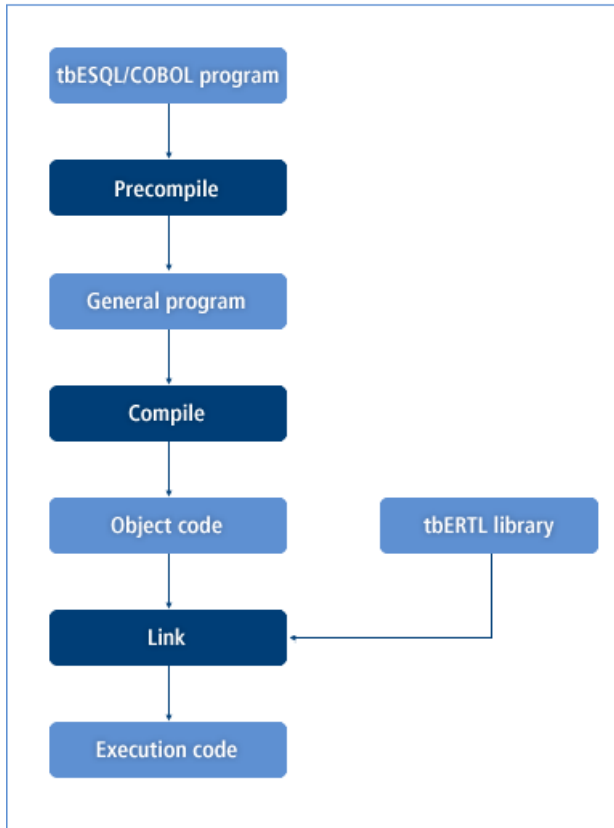 tbESQL/COBOL program
Precompile
General program
Compile
Object code
tbERTL library
Link
Execution code